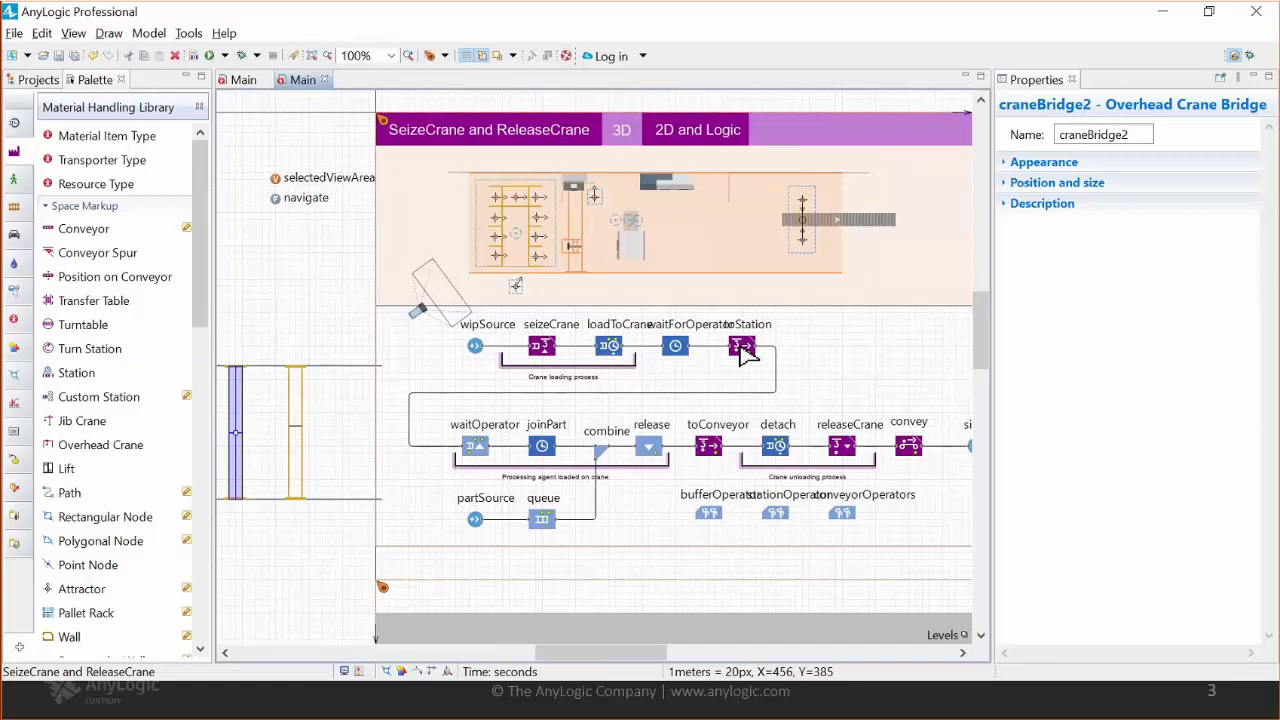 AnyLogic Professional
File Edit View Draw Model Tools Help
100% Log in
Projects Palette Main Main Properties
Material Handling Library
Material Item Type
Transporter Type
Resource Type
Space Markup
Conveyor
Conveyor Spur
Position on Conveyor
Transfer Table
Turntable
Turn Station
Station
Custom Station
Jib Crane
Overhead Crane
Lift
Path
Rectangular Node
Polygonal Node
Point Node
Attractor
Pallet Rack
Wall
SeizeCrane and ReleaseCrane 3D 2D and Logic
V selectedViewArea
F navigate
wipSource seizeCrane loadToCrane waitForOperator toStation
Crane loading process
waitOperator joinPart combine release toConveyor detach releaseCrane convey si
Processing agent loaded on crane Crane unloading process
partSource queue bufferOperator stationOperator conveyorOperators
Levels
craneBridge2 - Overhead Crane Bridge
Name: craneBridge2
Appearance
Position and size
Description
SeizeCrane and ReleaseCrane Time: seconds 1meters = 20px, X=456, Y=385
AnyLogic
COMPANY
© The AnyLogic Company | www.anylogic.com
3